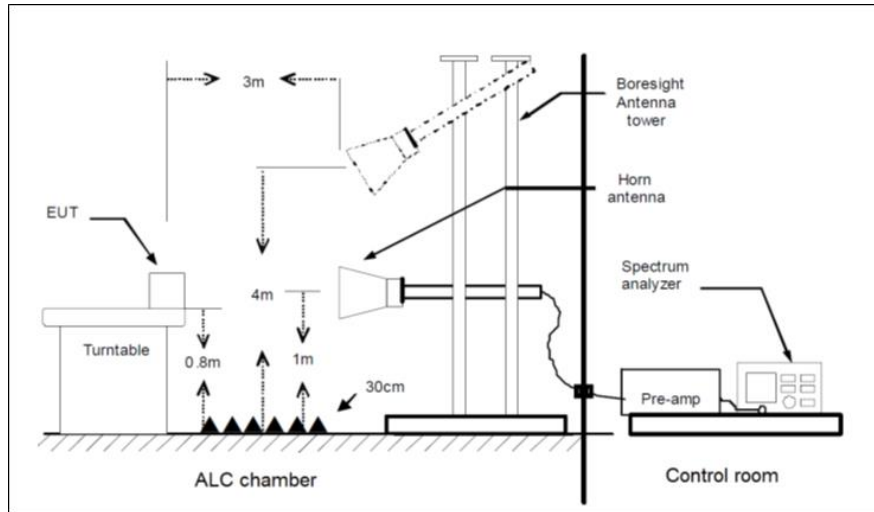 3m
Boresight
Antenna
tower
Horn
antenna
EUT
Spectrum
analyzer
4m
Turntable
0.8m
1m
30cm
Pre-amp
ALC chamber
Control room